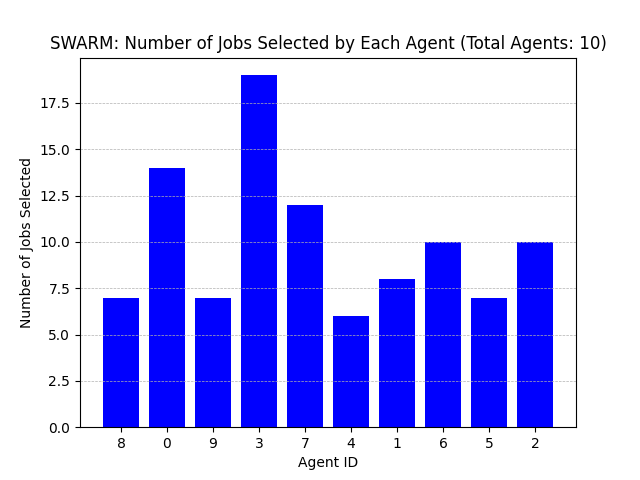 SWARM: Number of Jobs Selected by Each Agent (Total Agents: 10)
Number of Jobs Selected
17.5
15.0
12.5
10.0
7.5
5.0
2.5
0.0
8 0 9 3 7 4 1 6 5 2
Agent ID